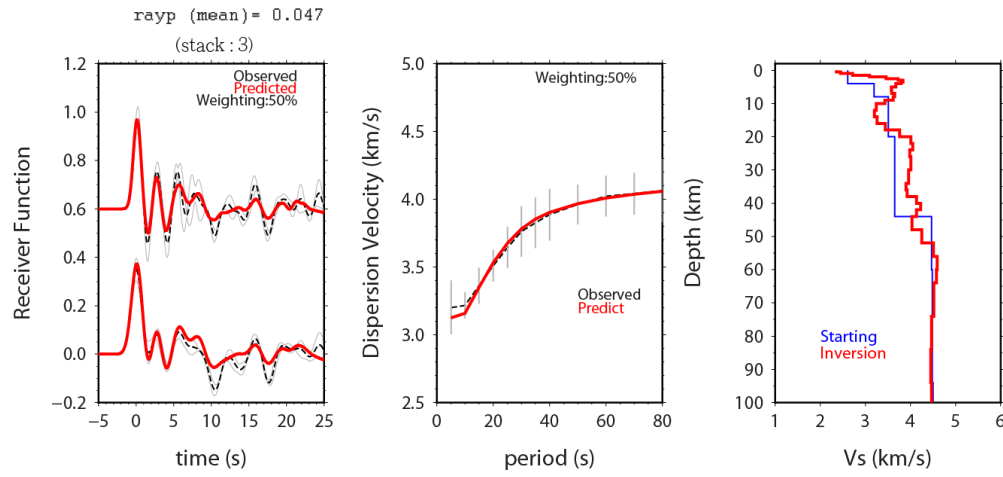 rayp (mean)= 0.047
(stack : 3)
Receiver Function
1.2
1.0
0.8
0.6
0.4
0.2
0.0
−0.2
−5 0 5 10 15 20 25
time (s)
Observed
Predicted
Weighting:50%
Dispersion Velocity (km/s)
5.0
4.5
4.0
3.5
3.0
2.5
0 10 20 30 40 50 60 70 80
period (s)
Weighting:50%
Observed
Predict
Depth (km)
0
10
20
30
40
50
60
70
80
90
100
1 2 3 4 5 6
Vs (km/s)
Starting
Inversion